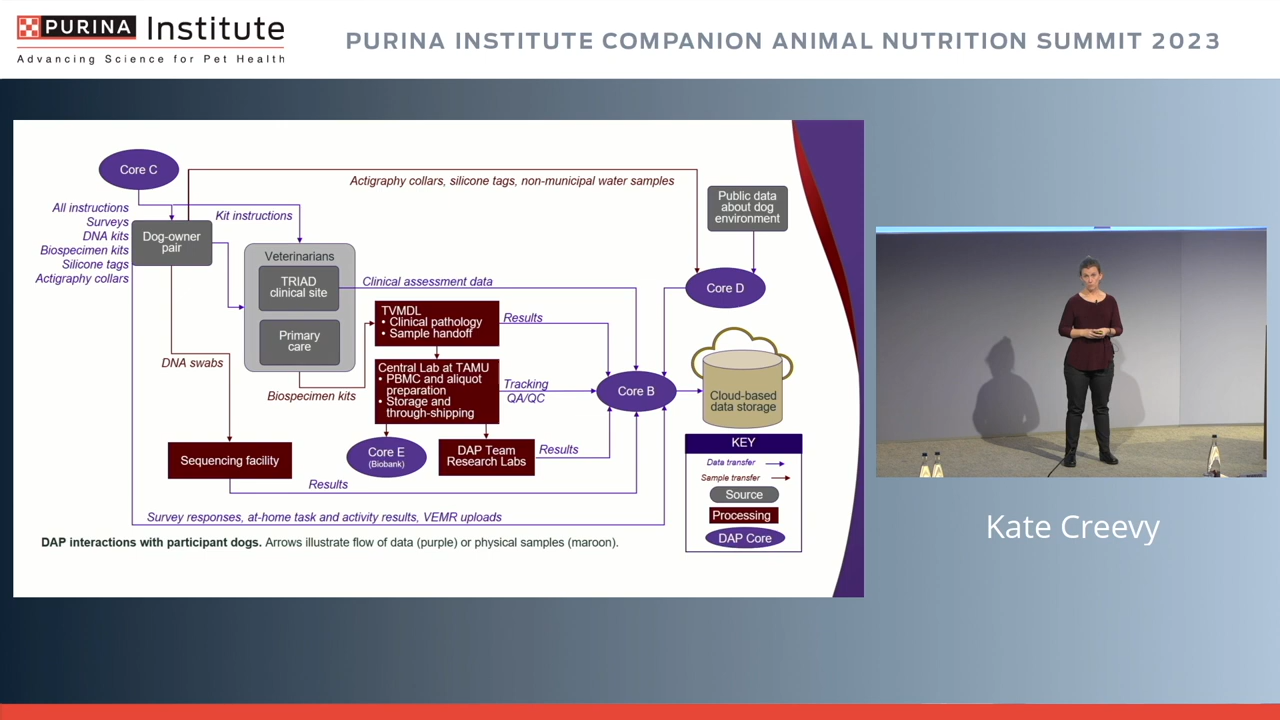 PURINA Institute
Advancing Science for Pet Health
PURINA INSTITUTE COMPANION ANIMAL NUTRITION SUMMIT 2023
Core C
Actigraphy collars, silicone tags, non-municipal water samples
All instructions
Surveys
DNA kits
Biospecimen kits
Silicone tags
Actigraphy collars
Kit instructions
Dog-owner
pair
Public data
about dog
environment
Veterinarians
TRIAD
clinical site
Primary
care
Clinical assessment data
Core D
TVMDL
• Clinical pathology
• Sample handoff
Results
DNA swabs
Biospecimen kits
Central Lab at TAMU
• PBMC and aliquot
preparation
• Storage and
through-shipping
Tracking
QA/QC
Core B
Cloud-based
data storage
Sequencing facility
Core E
(Biobank)
DAP Team
Research Labs
Results
Results
Survey responses, at-home task and activity results, VEMR uploads
KEY
Data transfer
Sample transfer
Source
Processing
DAP Core
DAP interactions with participant dogs. Arrows illustrate flow of data (purple) or physical samples (maroon).
Kate Creevy